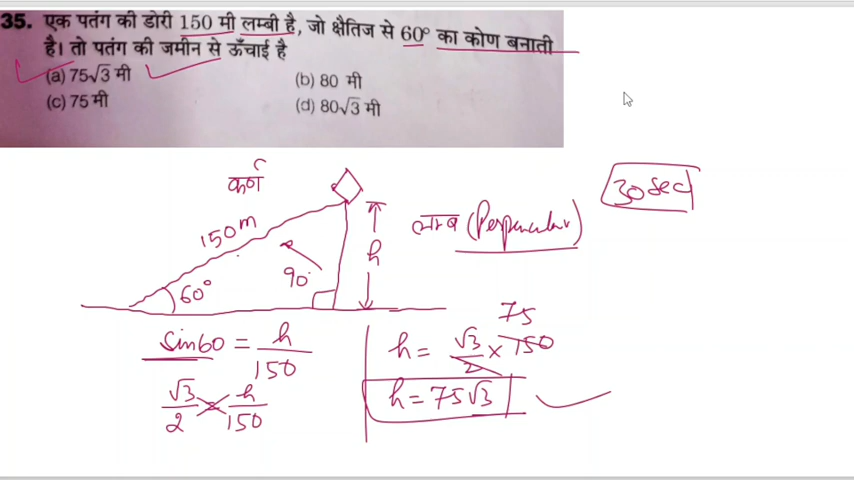 35. एक पतंग की डोरी 150 मी लम्बी है, जो क्षैतिज से 60° का कोण बनाती
है। तो पतंग की जमीन से ऊँचाई है
(a) 75√3 मी (b) 80 मी
(c) 75 मी (d) 80√3 मी
30 sec
कर्ण
150m
h
लम्ब (Perpencular)
60°
90°
sin60 = h/150
√3/2 = h/150
h = √3/2 × 150
75
h = 75√3